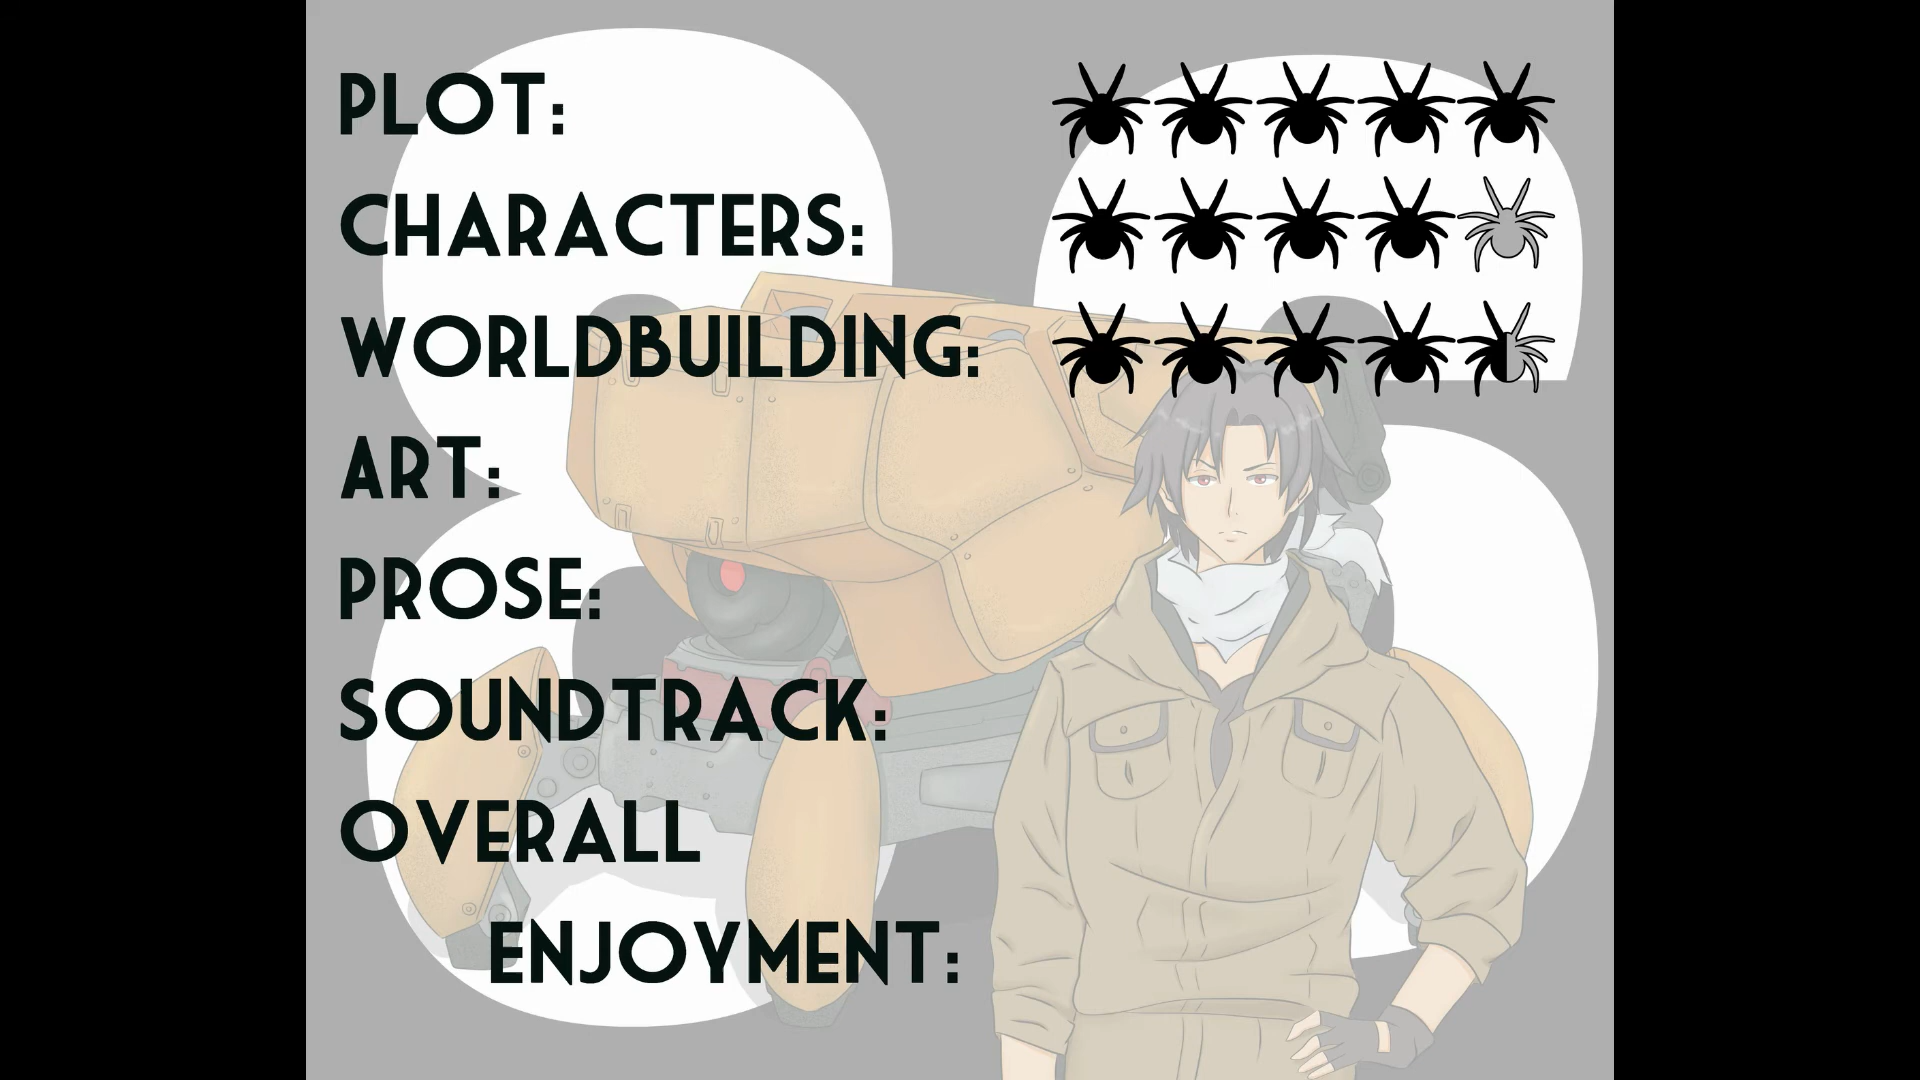 PLOT:
CHARACTERS:
WORLDBUILDING:
ART:
PROSE:
SOUNDTRACK:
OVERALL
ENJOYMENT: